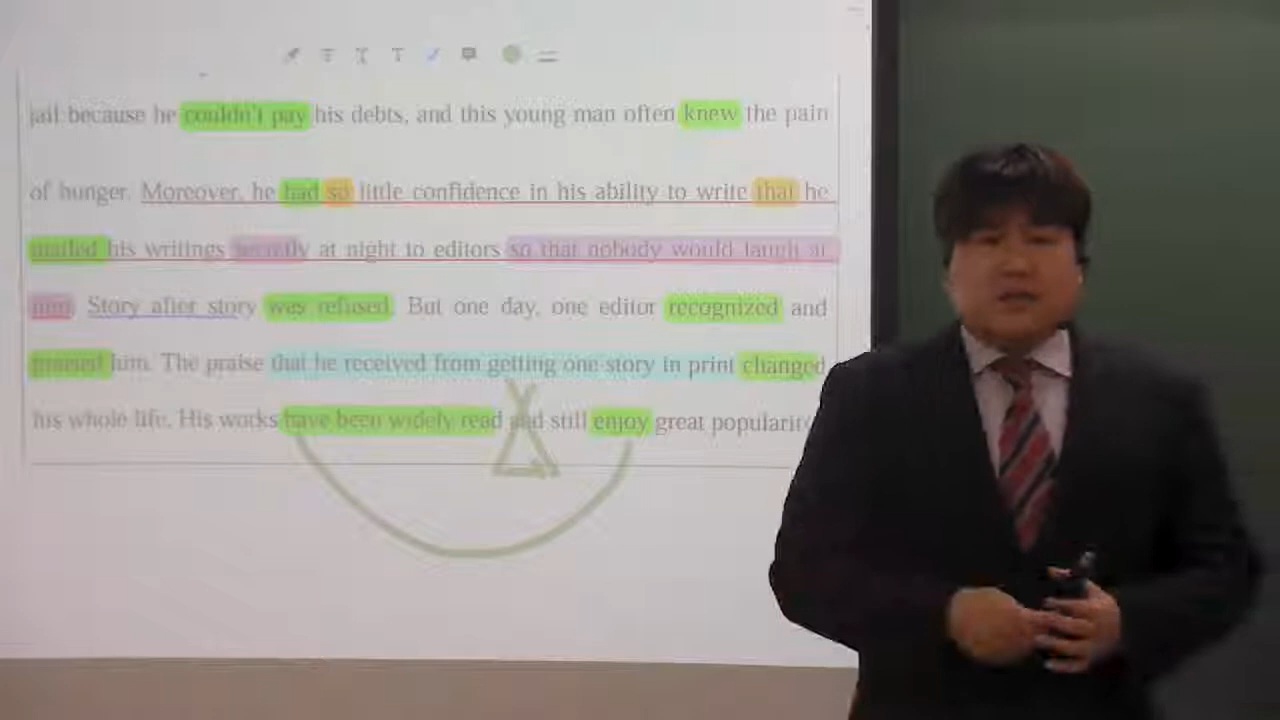 jail because he couldn't pay his debts, and this young man often knew the pain
of hunger. Moreover, he had so little confidence in his ability to write that he
mailed his writings secretly at night to editors so that nobody would laugh at
him. Story after story was refused. But one day, one editor recognized and
praised him. The praise that he received from getting one story in print changed
his whole life. His works have been widely read and still enjoy great popularity